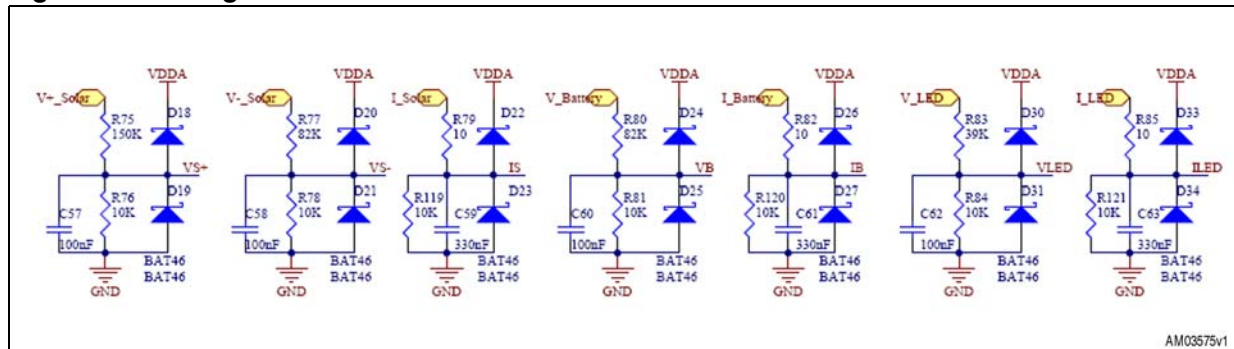 VDDA VDDA VDDA VDDA VDDA VDDA VDDA
V+_Solar V-_Solar I_Solar V_Battery I_Battery V_LED I_LED
D18 D20 D22 D24 D26 D30 D33
R75 R77 R79 R80 R82 R83 R85
150K 82K 10 82K 10 39K 10
VS+ VS- IS VB IB VLED ILED
D19 D21 D23 D25 D27 D31 D34
R76 R78 R119 R81 R120 R84 R121
10K 10K 10K 10K 10K 10K 10K
C57 C58 C59 C60 C61 C62 C63
100nF 100nF 330nF 100nF 330nF 100nF 330nF
BAT46 BAT46 BAT46 BAT46 BAT46 BAT46 BAT46
BAT46 BAT46 BAT46 BAT46 BAT46 BAT46 BAT46
GND GND GND GND GND GND GND
AM03575v1